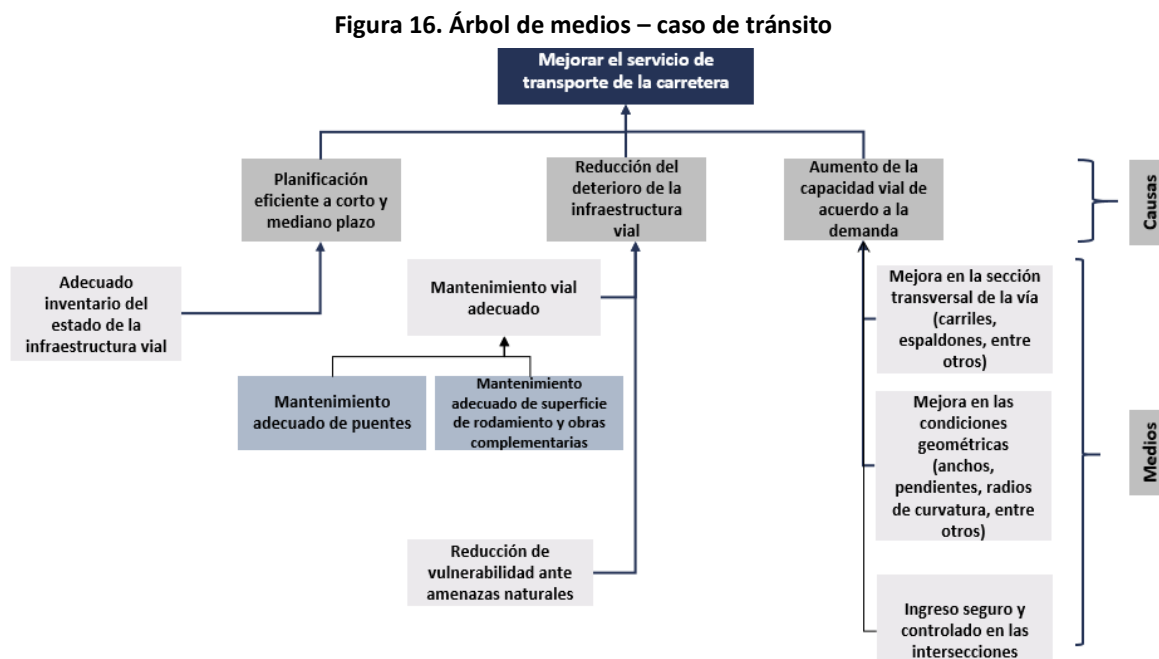 Figura 16. Árbol de medios – caso de tránsito
Mejorar el servicio de
transporte de la carretera
Planificación
eficiente a corto y
mediano plazo
Reducción del
deterioro de la
infraestructura
vial
Aumento de la
capacidad vial de
acuerdo a la
demanda
Causas
Adecuado
inventario del
estado de la
infraestructura vial
Mantenimiento vial
adecuado
Mantenimiento
adecuado de puentes
Mantenimiento
adecuado de superficie
de rodamiento y obras
complementarias
Reducción de
vulnerabilidad ante
amenazas naturales
Mejora en la sección
transversal de la vía
(carriles,
espaldones, entre
otros)
Mejora en las
condiciones
geométricas
(anchos,
pendientes, radios
de curvatura, entre
otros)
Ingreso seguro y
controlado en las
intersecciones
Medios